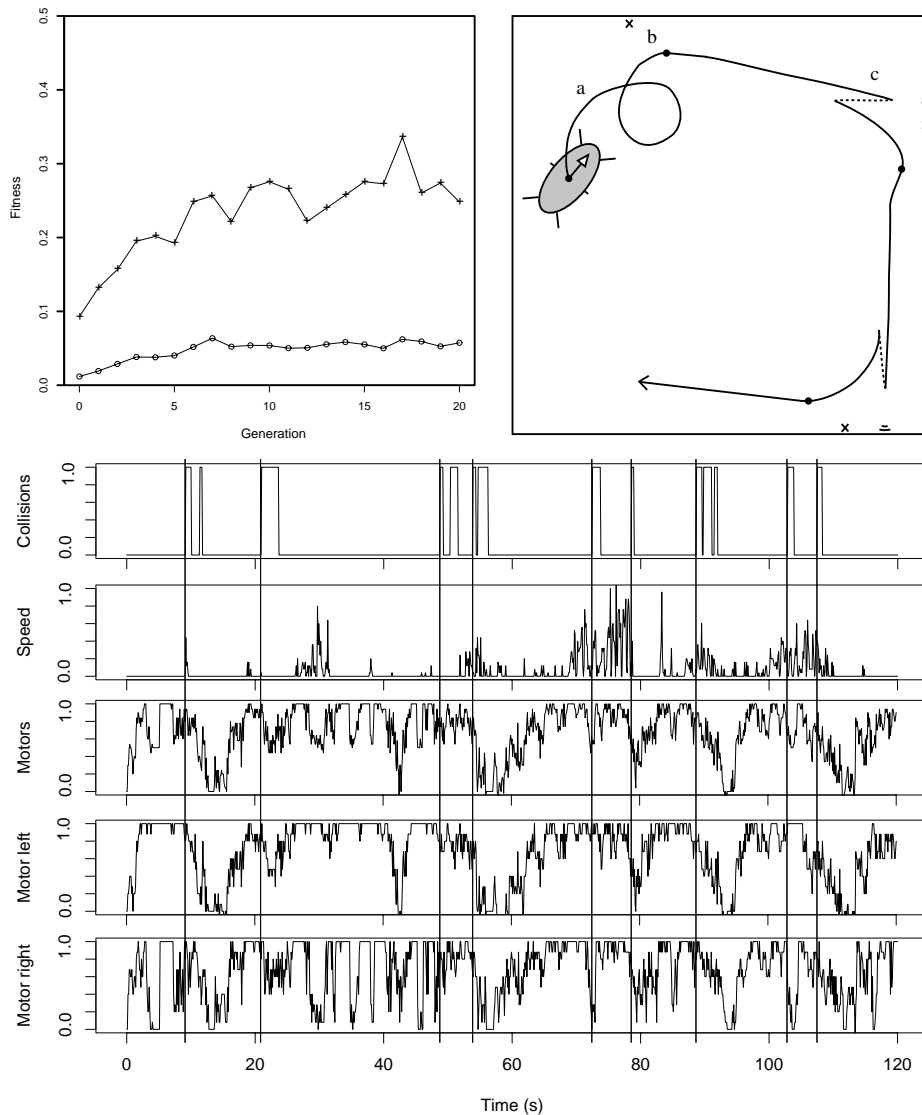 0.5
0.4
0.3
0.2
0.1
0.0
Fitness
0 5 10 15 20
Generation
a
b
c
Collisions
1.0
0.0
Speed
1.0
0.0
Motors
1.0
0.0
Motor left
1.0
0.0
Motor right
1.0
0.0
0 20 40 60 80 100 120
Time (s)